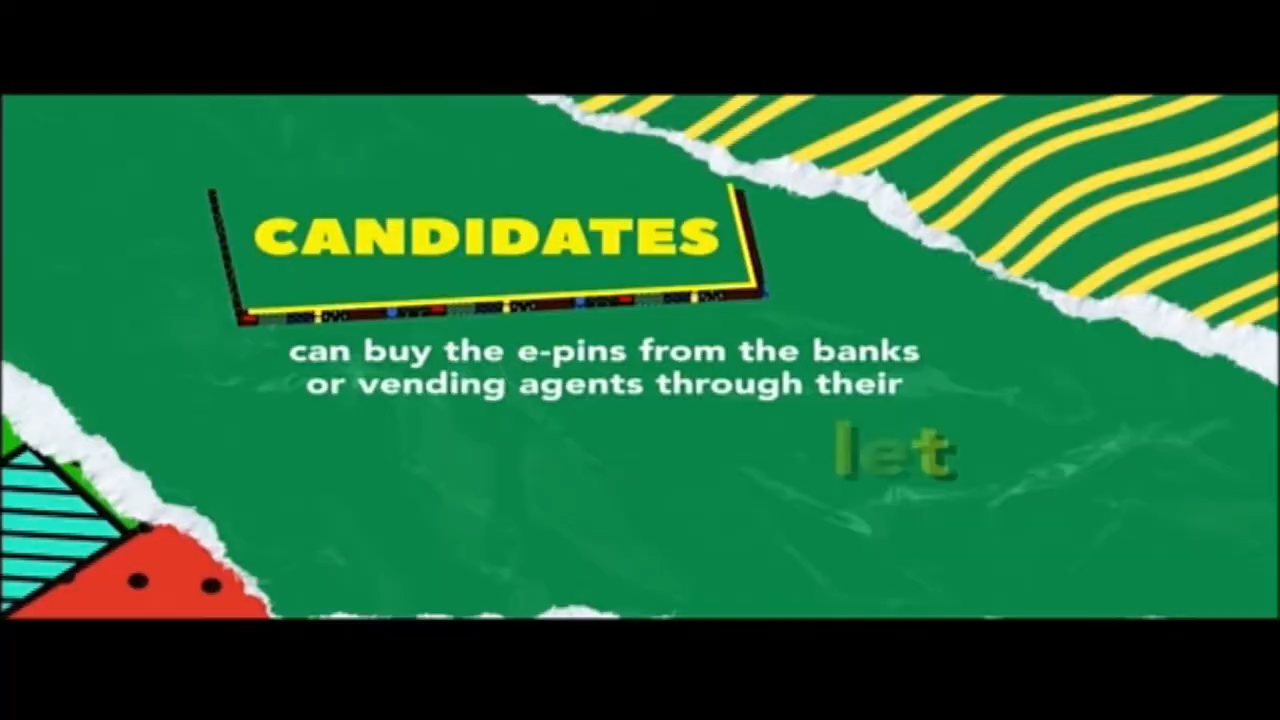 CANDIDATES
can buy the e-pins from the banks
or vending agents through their
let